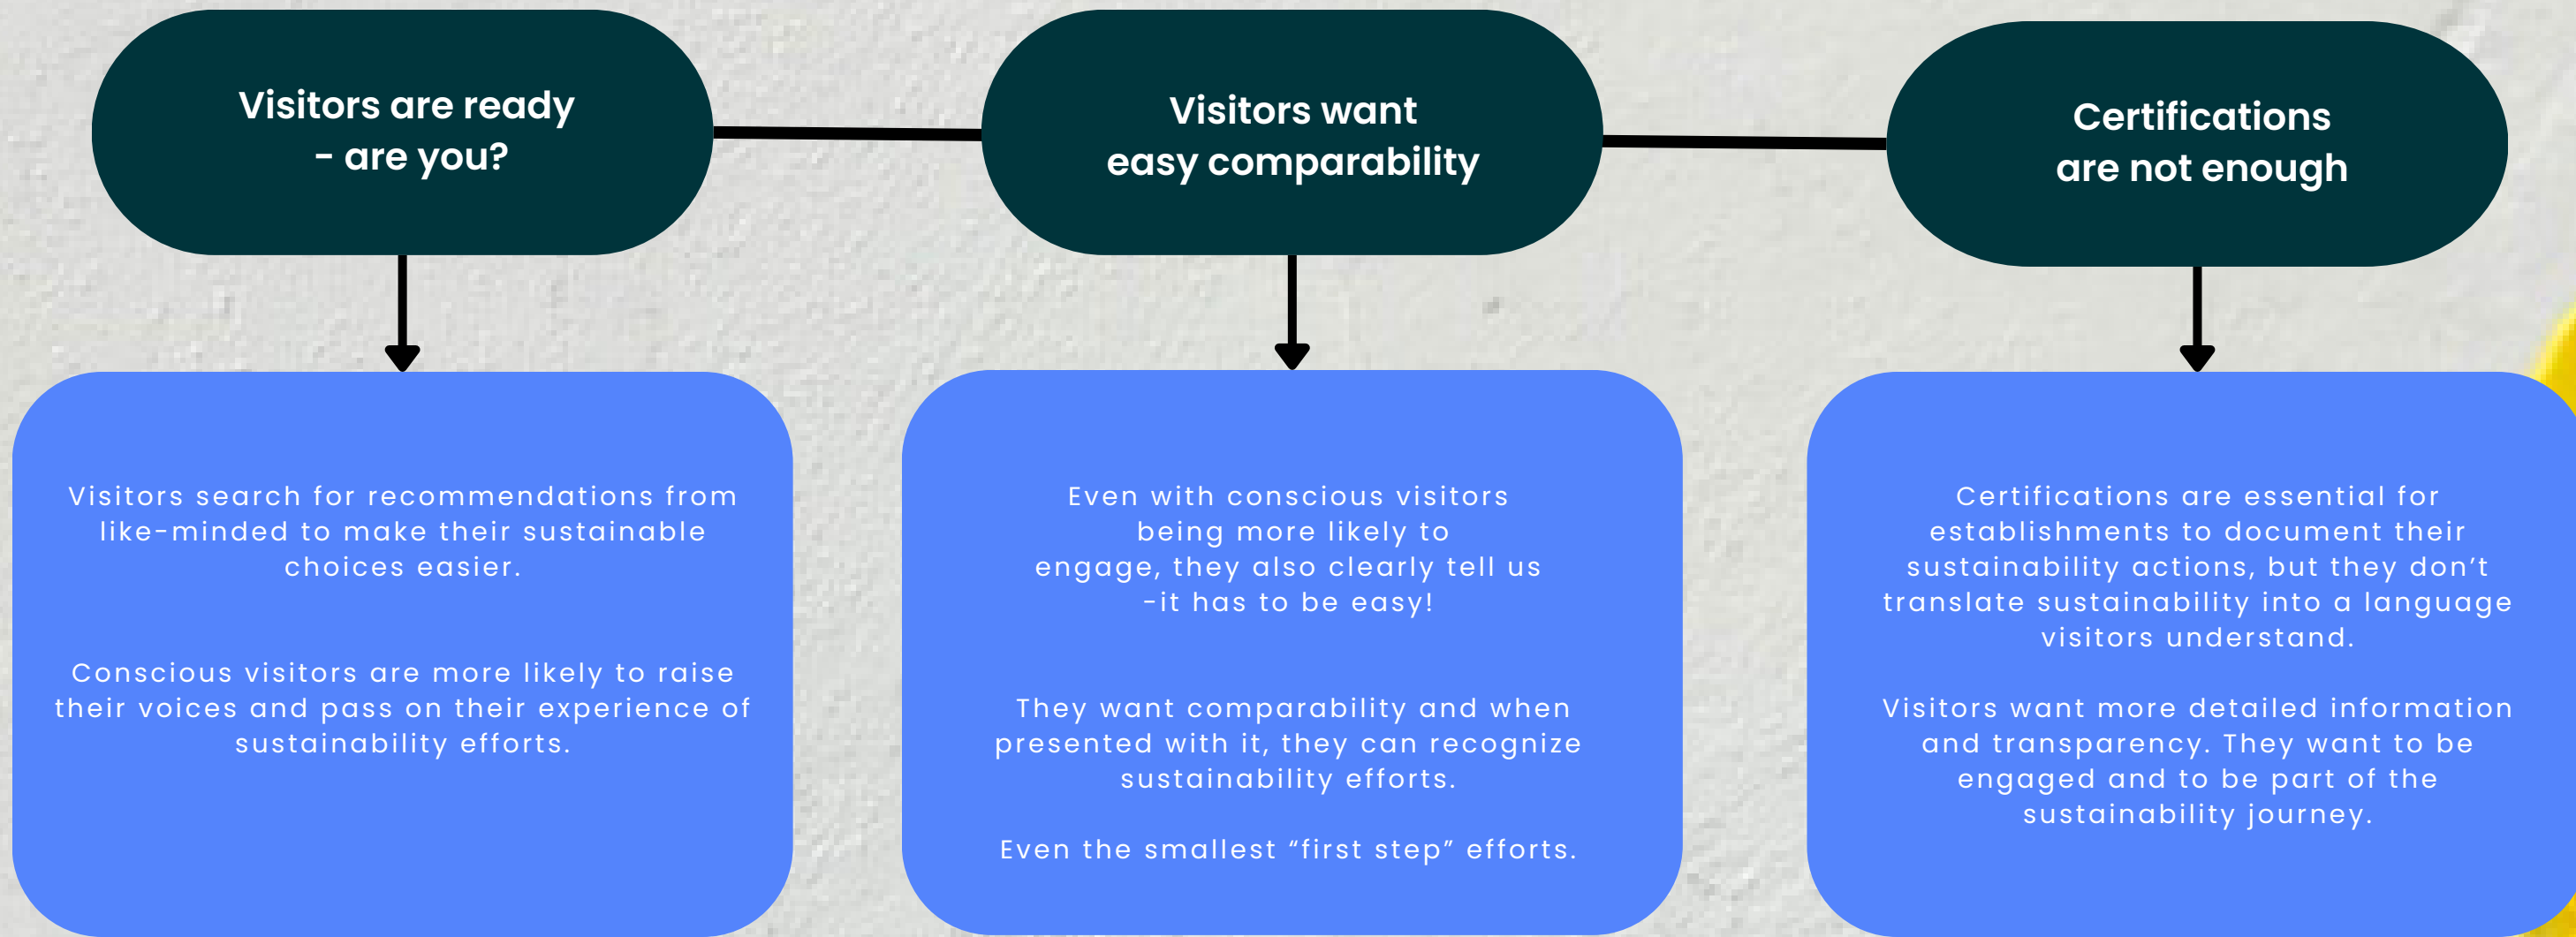 Visitors are ready
- are you?
Visitors want
easy comparability
Certifications
are not enough
Visitors search for recommendations from
like-minded to make their sustainable
choices easier.
Conscious visitors are more likely to raise
their voices and pass on their experience of
sustainability efforts.
Even with conscious visitors
being more likely to
engage, they also clearly tell us
-it has to be easy!
They want comparability and when
presented with it, they can recognize
sustainability efforts.
Even the smallest “first step” efforts.
Certifications are essential for
establishments to document their
sustainability actions, but they don’t
translate sustainability into a language
visitors understand.
Visitors want more detailed information
and transparency. They want to be
engaged and to be part of the
sustainability journey.